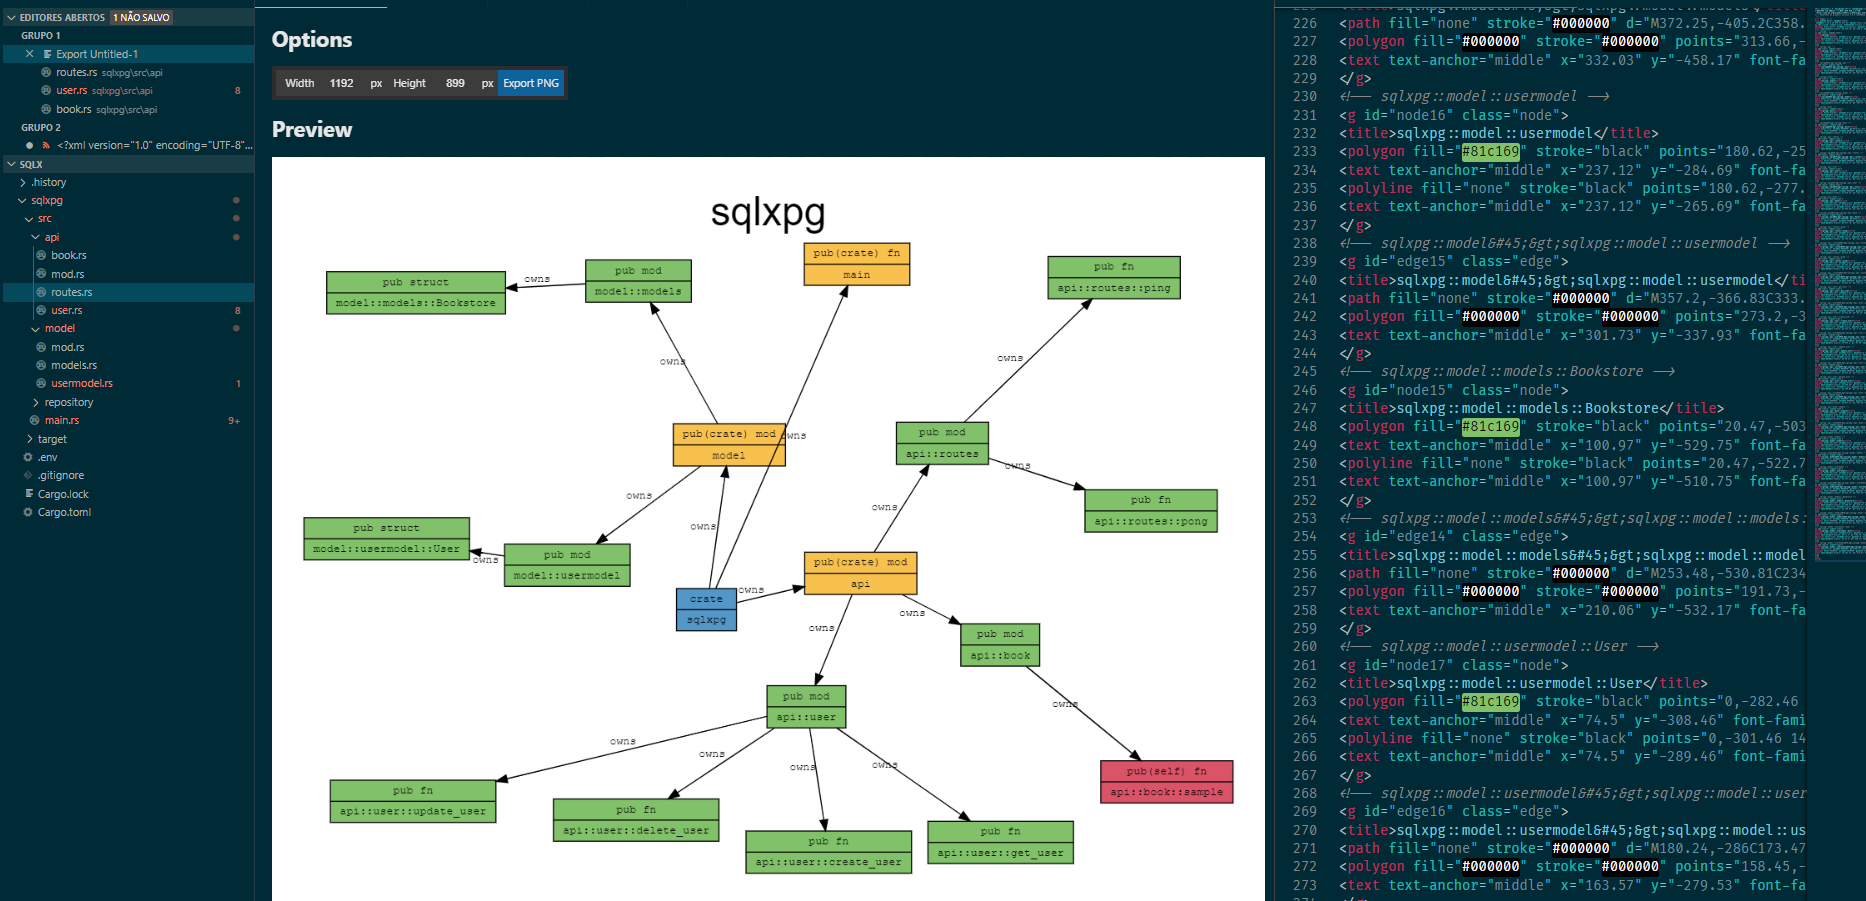 EDITORES ABERTOS 1 NÃO SALVO
GRUPO 1
Export Untitled-1
routes.rs sqlxpg\src\api
user.rs sqlxpg\src\api 8
book.rs sqlxpg\src\api
GRUPO 2
<?xml version="1.0" encoding="UTF-8"...
SQLX
.history
sqlxpg
src
api
book.rs
mod.rs
routes.rs
user.rs 8
model
mod.rs
models.rs
usermodel.rs 1
repository
main.rs 9+
target
.env
.gitignore
Cargo.lock
Cargo.toml
Options
Width 1192 px Height 899 px Export PNG
Preview
sqlxpg
pub(crate) fn
main
pub mod
model::models
pub fn
api::routes::ping
pub struct
model::models::Bookstore
owns
owns
owns
pub(crate) mod
model
owns
pub mod
api::routes
owns
owns
pub fn
api::routes::pong
owns
owns
pub struct
model::usermodel::User
owns
pub mod
model::usermodel
pub(crate) mod
api
crate
sqlxpg
owns
owns
owns
pub mod
api::book
pub mod
api::user
owns
owns
owns
owns
owns
pub(self) fn
api::book::sample
pub fn
api::user::update_user
pub fn
api::user::delete_user
pub fn
api::user::create_user
pub fn
api::user::get_user
226 <path fill="none" stroke="#000000" d="M372.25,-405.2C358.
227 <polygon fill="#000000" stroke="#000000" points="313.66,-
228 <text text-anchor="middle" x="332.03" y="-458.17" font-fa
229 </g>
230 <!-- sqlxpg::model::usermodel -->
231 <g id="node16" class="node">
232 <title>sqlxpg::model::usermodel</title>
233 <polygon fill="#81c169" stroke="black" points="180.62,-25
234 <text text-anchor="middle" x="237.12" y="-284.69" font-fa
235 <polyline fill="none" stroke="black" points="180.62,-277.
236 <text text-anchor="middle" x="237.12" y="-265.69" font-fa
237 </g>
238 <!-- sqlxpg::model&#45;&gt;sqlxpg::model::usermodel -->
239 <g id="edge15" class="edge">
240 <title>sqlxpg::model&#45;&gt;sqlxpg::model::usermodel</ti
241 <path fill="none" stroke="#000000" d="M357.2,-366.83C333.
242 <polygon fill="#000000" stroke="#000000" points="273.2,-3
243 <text text-anchor="middle" x="301.73" y="-337.93" font-fa
244 </g>
245 <!-- sqlxpg::model::models::Bookstore -->
246 <g id="node15" class="node">
247 <title>sqlxpg::model::models::Bookstore</title>
248 <polygon fill="#81c169" stroke="black" points="20.47,-503
249 <text text-anchor="middle" x="100.97" y="-529.75" font-fa
250 <polyline fill="none" stroke="black" points="20.47,-522.7
251 <text text-anchor="middle" x="100.97" y="-510.75" font-fa
252 </g>
253 <!-- sqlxpg::model::models&#45;&gt;sqlxpg::model::models:
254 <g id="edge14" class="edge">
255 <title>sqlxpg::model::models&#45;&gt;sqlxpg::model::model
256 <path fill="none" stroke="#000000" d="M253.48,-530.81C234
257 <polygon fill="#000000" stroke="#000000" points="191.73,-
258 <text text-anchor="middle" x="210.06" y="-532.17" font-fa
259 </g>
260 <!-- sqlxpg::model::usermodel::User -->
261 <g id="node17" class="node">
262 <title>sqlxpg::model::usermodel::User</title>
263 <polygon fill="#81c169" stroke="black" points="0,-282.46
264 <text text-anchor="middle" x="74.5" y="-308.46" font-fami
265 <polyline fill="none" stroke="black" points="0,-301.46 14
266 <text text-anchor="middle" x="74.5" y="-289.46" font-fami
267 </g>
268 <!-- sqlxpg::model::usermodel&#45;&gt;sqlxpg::model::user
269 <g id="edge16" class="edge">
270 <title>sqlxpg::model::usermodel&#45;&gt;sqlxpg::model::us
271 <path fill="none" stroke="#000000" d="M180.24,-286C173.47
272 <polygon fill="#000000" stroke="#000000" points="158.45,-
273 <text text-anchor="middle" x="163.57" y="-279.53" font-fa